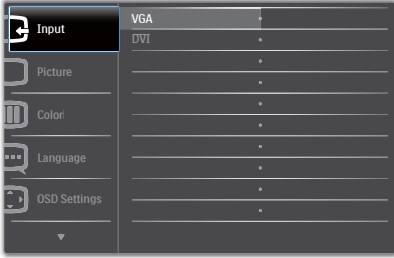 Input
VGA
DVI
Picture
Color
Language
OSD Settings